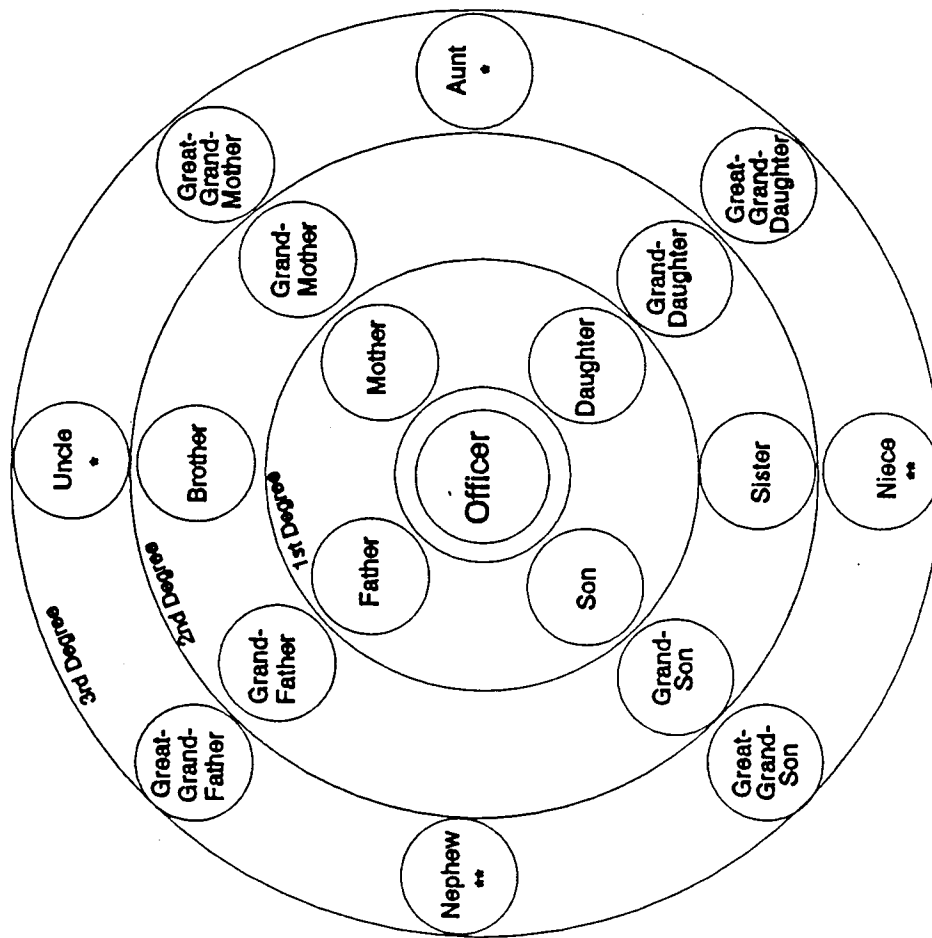 Uncle
*
3rd Degree
2nd Degree
Great-
Grand-
Father
Brother
Great-
Grand-
Mother
Grand-
Father
Grand-
Mother
1st Degree
Father
Mother
Nephew
**
Officer
Aunt
*
Son
Daughter
Grand-
Son
Grand-
Daughter
Great-
Grand-
Son
Sister
Great-
Grand-
Daughter
Niece
**